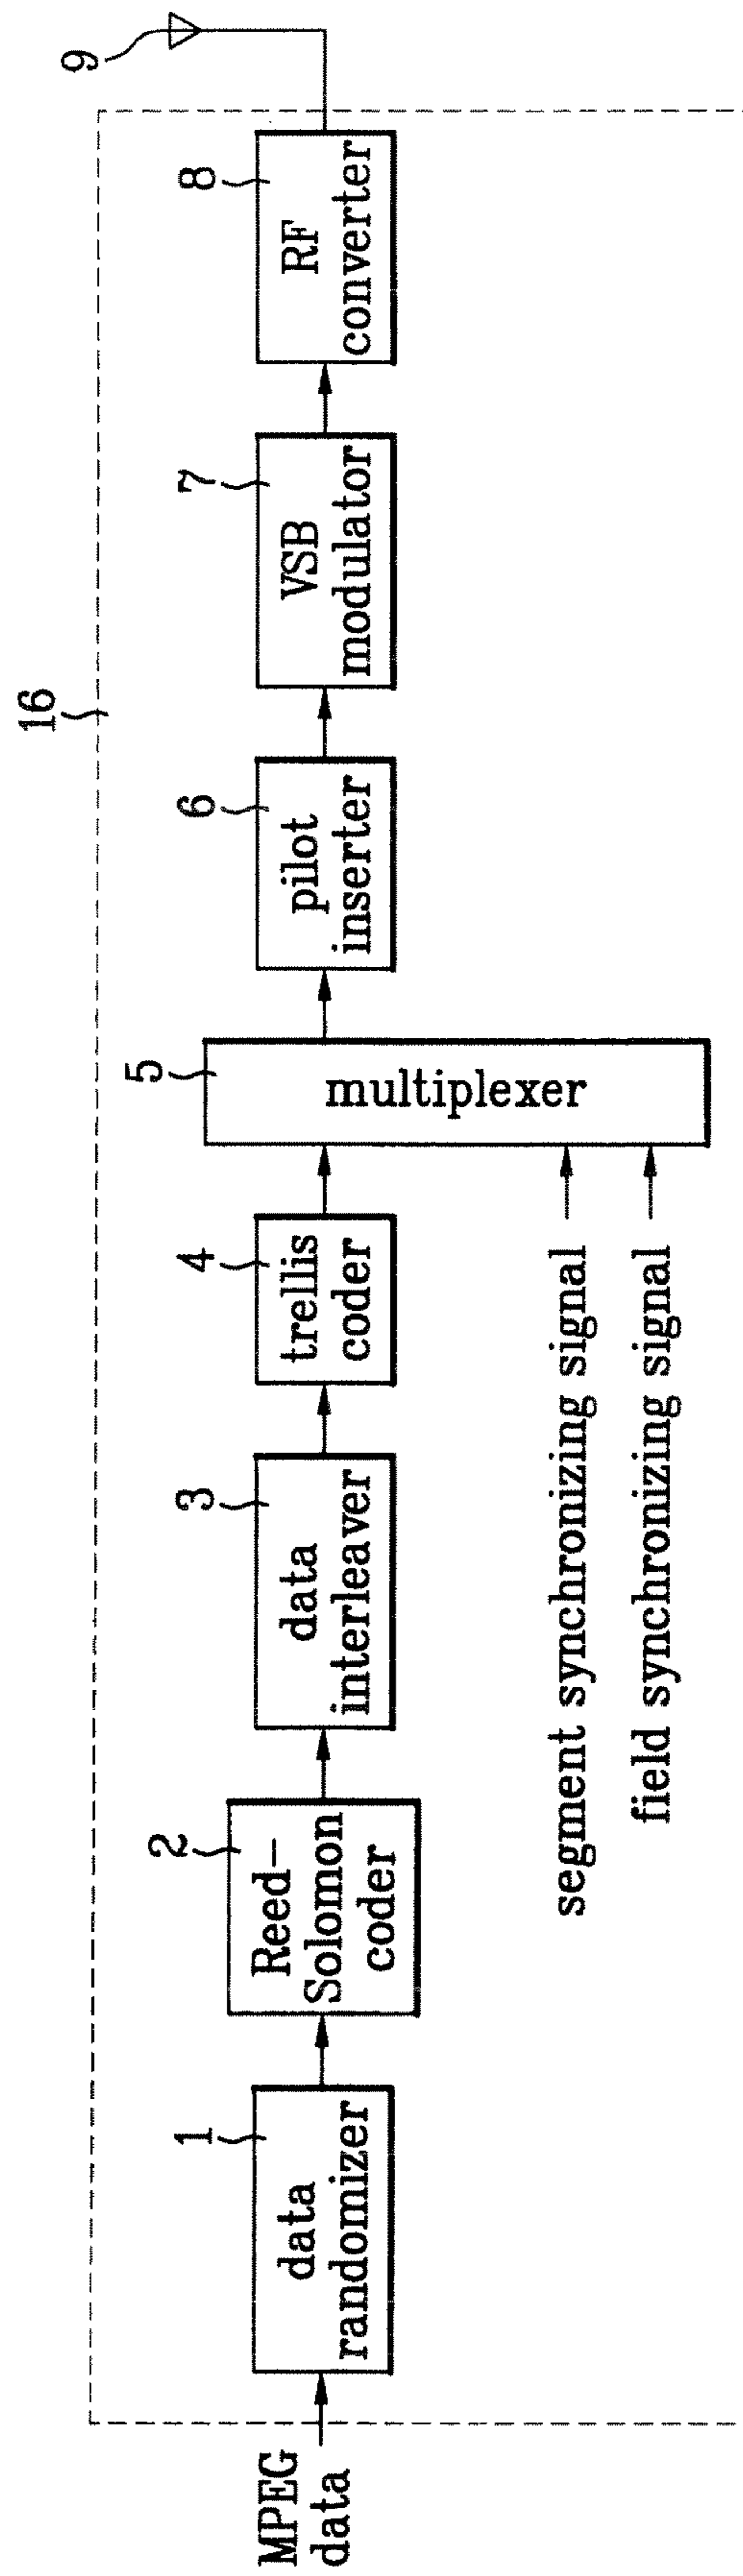 16
MPEG
data
1
data
randomizer
2
Reed-
Solomon
coder
3
data
interleaver
4
trellis
coder
5
multiplexer
6
pilot
inserter
7
VSB
modulator
8
RF
converter
9
segment synchronizing signal
field synchronizing signal